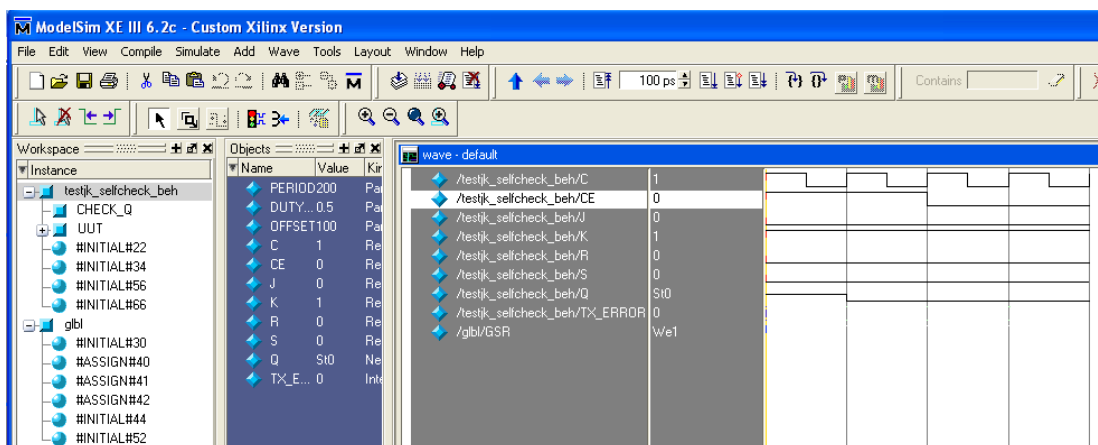 ModelSim XE III 6.2c - Custom Xilinx Version
File Edit View Compile Simulate Add Wave Tools Layout Window Help
100 ps
Contains
Workspace
Instance
testjk_selfcheck_beh
CHECK_Q
UUT
#INITIAL#22
#INITIAL#34
#INITIAL#56
#INITIAL#66
glbl
#INITIAL#30
#ASSIGN#40
#ASSIGN#41
#ASSIGN#42
#INITIAL#44
#INITIAL#52
Objects
Name Value Kir
PERIOD 200 Par
DUTY... 0.5 Par
OFFSET 100 Par
C 1 Re
CE 0 Re
J 0 Re
K 1 Re
R 0 Re
S 0 Re
Q St0 Ne
TX_E... 0 Inte
wave - default
/testjk_selfcheck_beh/C 1
/testjk_selfcheck_beh/CE 0
/testjk_selfcheck_beh/J 0
/testjk_selfcheck_beh/K 1
/testjk_selfcheck_beh/R 0
/testjk_selfcheck_beh/S 0
/testjk_selfcheck_beh/Q St0
/testjk_selfcheck_beh/TX_ERROR 0
/glbl/GSR We1